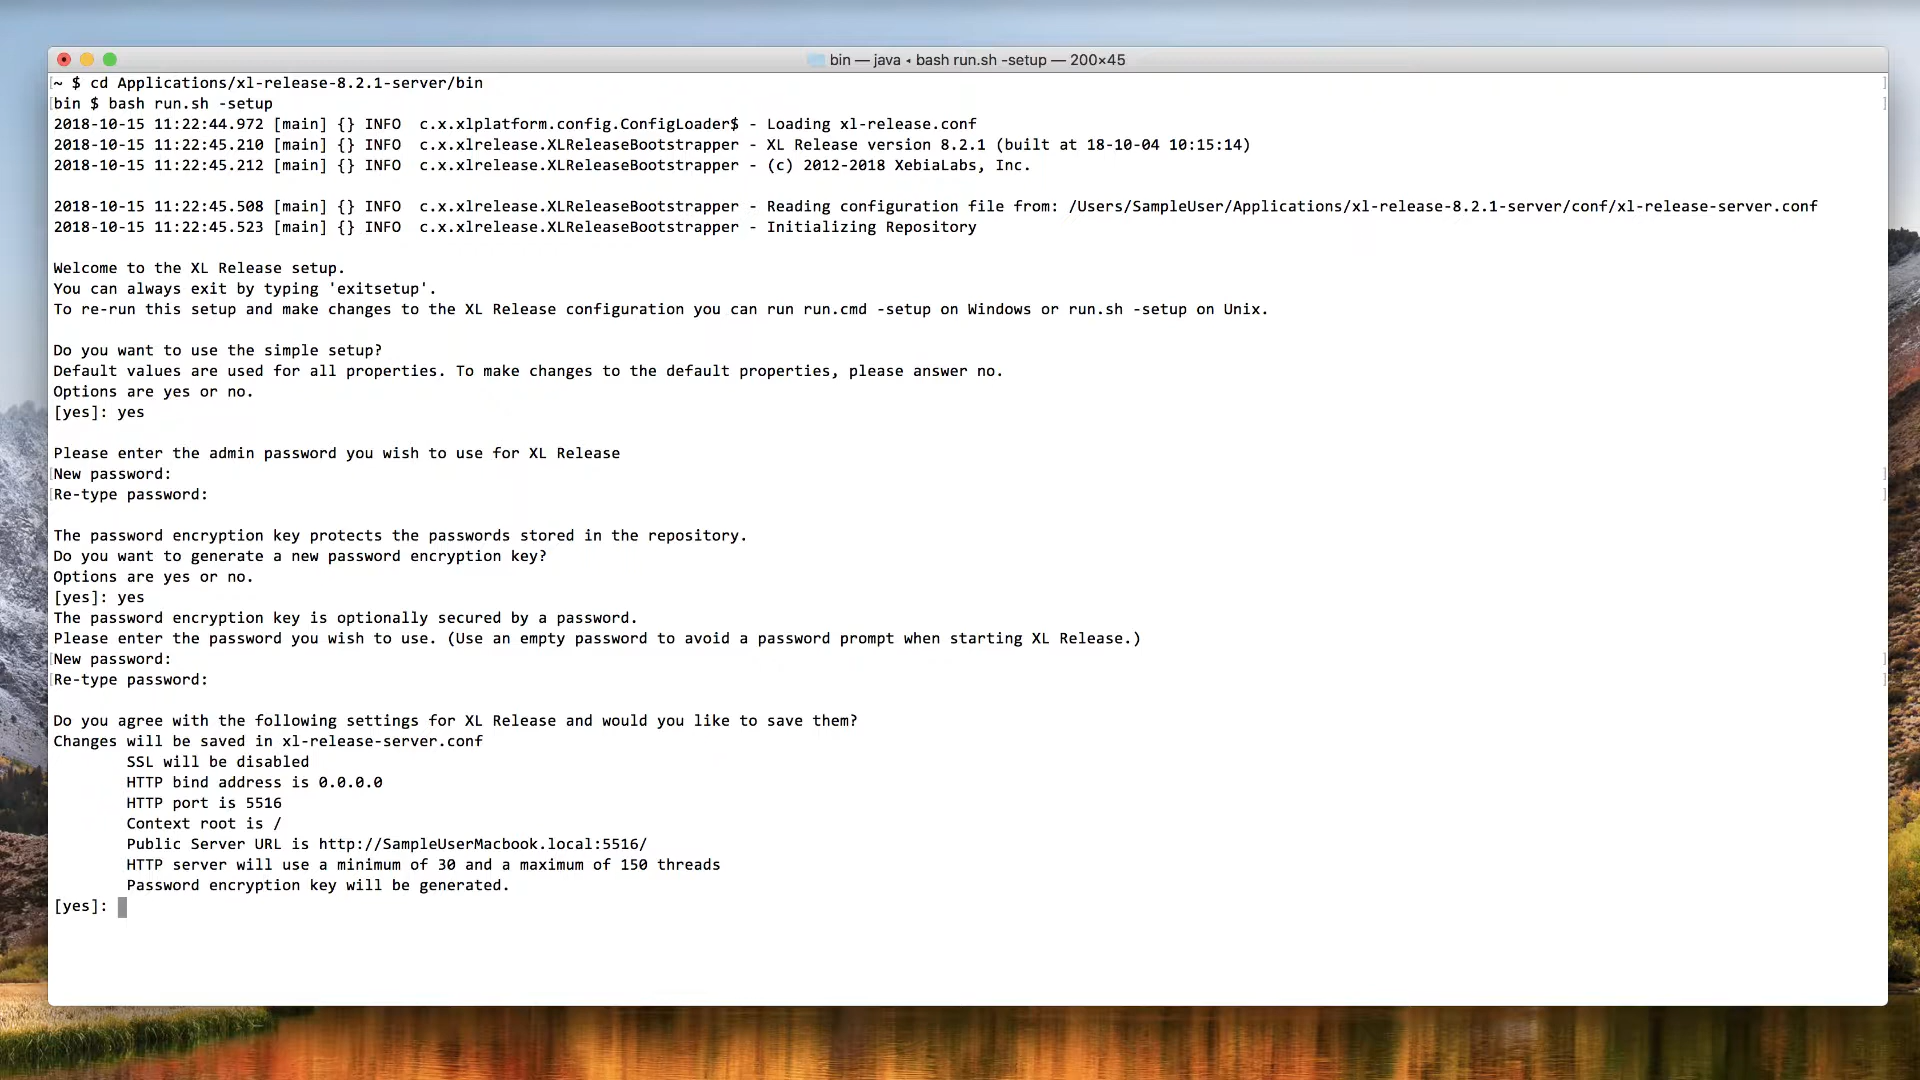 bin — java ◂ bash run.sh -setup — 200×45
~ $ cd Applications/xl-release-8.2.1-server/bin
bin $ bash run.sh -setup
2018-10-15 11:22:44.972 [main] {} INFO  c.x.xlplatform.config.ConfigLoader$ - Loading xl-release.conf
2018-10-15 11:22:45.210 [main] {} INFO  c.x.xlrelease.XLReleaseBootstrapper - XL Release version 8.2.1 (built at 18-10-04 10:15:14)
2018-10-15 11:22:45.212 [main] {} INFO  c.x.xlrelease.XLReleaseBootstrapper - (c) 2012-2018 XebiaLabs, Inc.
2018-10-15 11:22:45.508 [main] {} INFO  c.x.xlrelease.XLReleaseBootstrapper - Reading configuration file from: /Users/SampleUser/Applications/xl-release-8.2.1-server/conf/xl-release-server.conf
2018-10-15 11:22:45.523 [main] {} INFO  c.x.xlrelease.XLReleaseBootstrapper - Initializing Repository
Welcome to the XL Release setup.
You can always exit by typing 'exitsetup'.
To re-run this setup and make changes to the XL Release configuration you can run run.cmd -setup on Windows or run.sh -setup on Unix.
Do you want to use the simple setup?
Default values are used for all properties. To make changes to the default properties, please answer no.
Options are yes or no.
[yes]: yes
Please enter the admin password you wish to use for XL Release
New password:
Re-type password:
The password encryption key protects the passwords stored in the repository.
Do you want to generate a new password encryption key?
Options are yes or no.
[yes]: yes
The password encryption key is optionally secured by a password.
Please enter the password you wish to use. (Use an empty password to avoid a password prompt when starting XL Release.)
New password:
Re-type password:
Do you agree with the following settings for XL Release and would you like to save them?
Changes will be saved in xl-release-server.conf
SSL will be disabled
HTTP bind address is 0.0.0.0
HTTP port is 5516
Context root is /
Public Server URL is http://SampleUserMacbook.local:5516/
HTTP server will use a minimum of 30 and a maximum of 150 threads
Password encryption key will be generated.
[yes]: